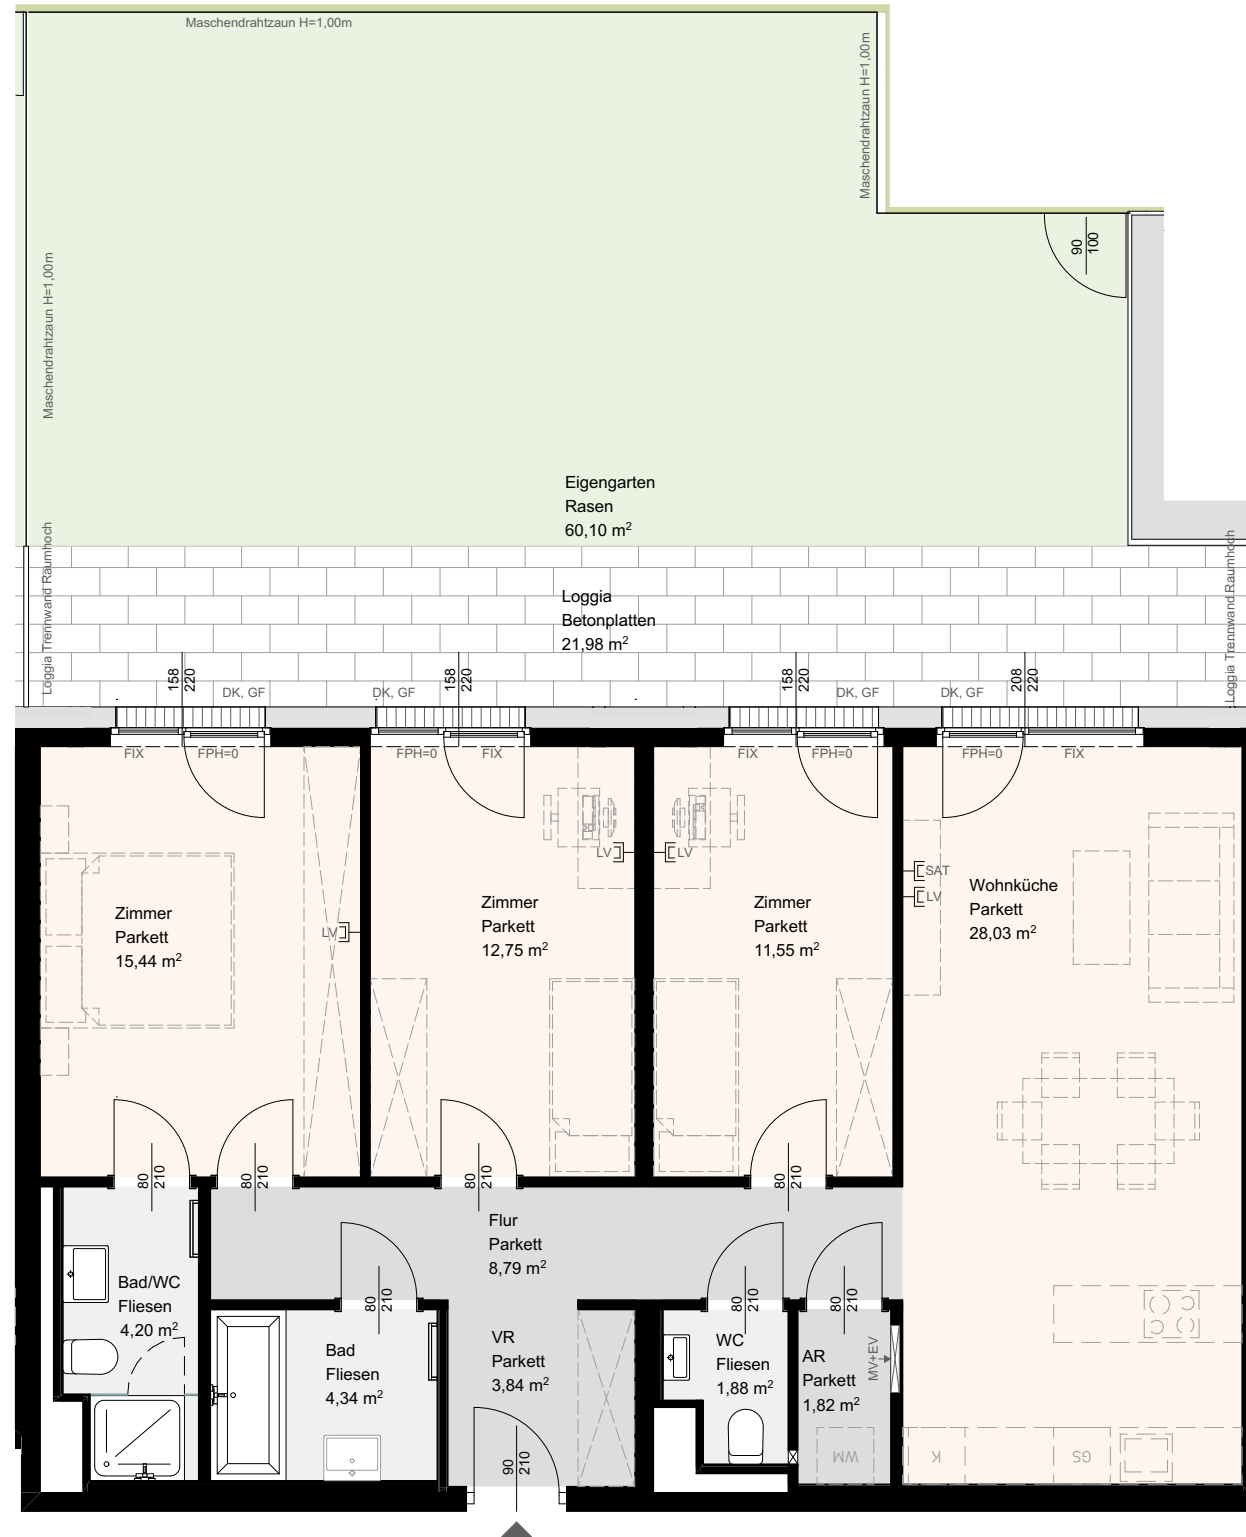 Maschendrahtzaun H=1,00m
Maschendrahtzaun H=1,00m
Maschendrahtzaun H=1,00m
90
100
Eigengarten
Rasen
60,10 m²
Loggia Trennwand Raumhoch
Loggia
Betonplatten
21,98 m²
Loggia Trennwand Raumhoch
158
220
DK, GF
DK, GF
158
220
158
220
DK, GF
DK, GF
208
220
FIX
FPH=0
FPH=0
FIX
FIX
FPH=0
FPH=0
FIX
LV
LV
SAT
LV
LV
Zimmer
Parkett
15,44 m²
Zimmer
Parkett
12,75 m²
Zimmer
Parkett
11,55 m²
Wohnküche
Parkett
28,03 m²
80
210
80
210
80
210
80
210
Flur
Parkett
8,79 m²
Bad/WC
Fliesen
4,20 m²
80
210
80
210
80
210
Bad
Fliesen
4,34 m²
VR
Parkett
3,84 m²
WC
Fliesen
1,88 m²
AR
Parkett
1,82 m²
MV+EV
90
210
WM
K
GS